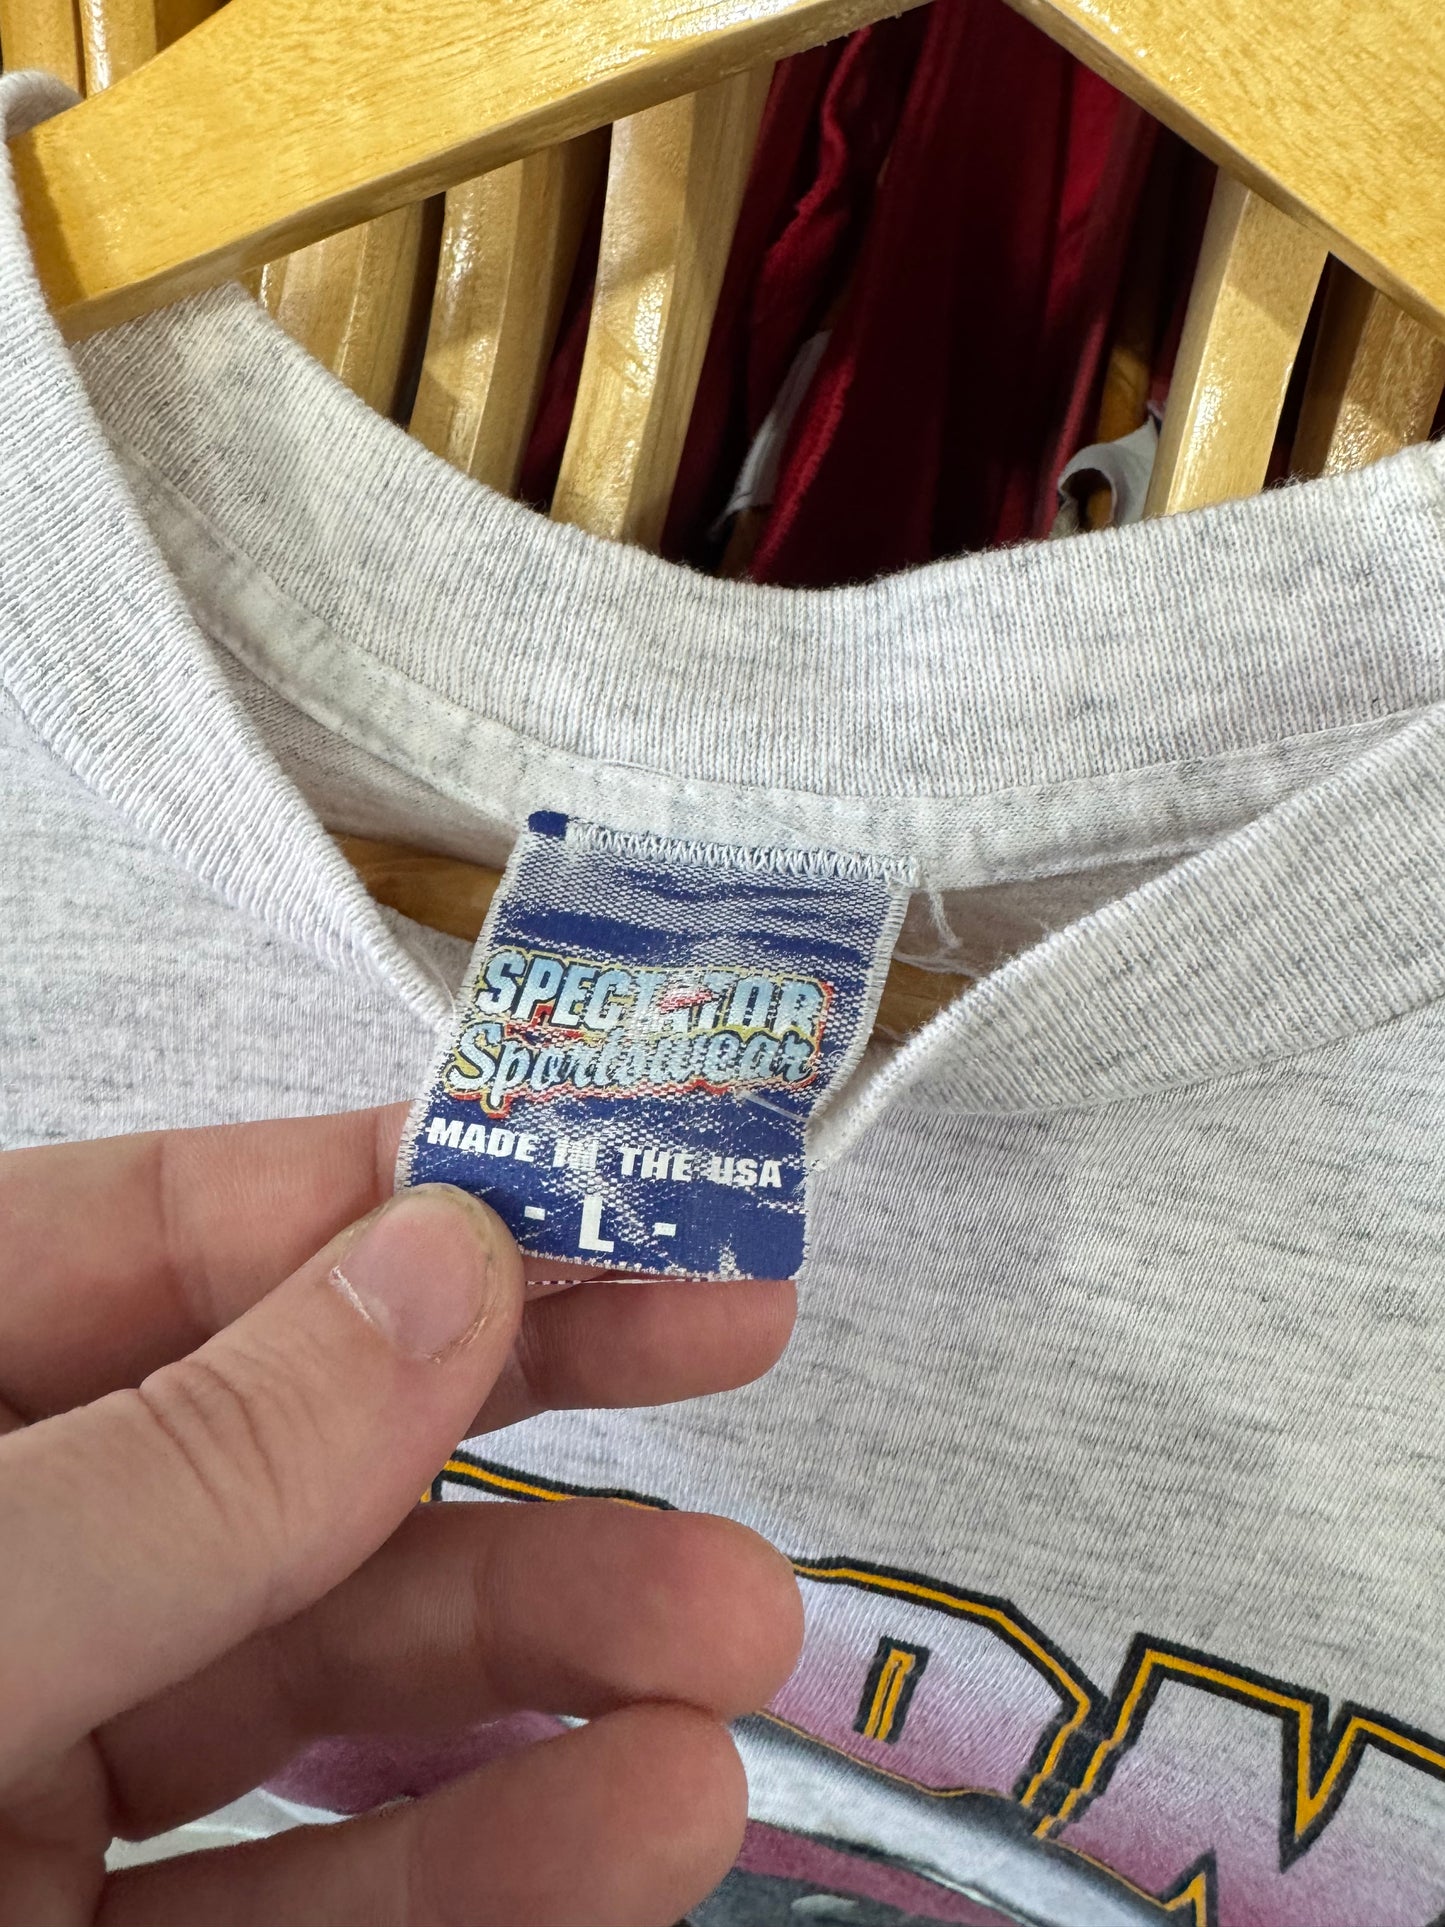 SPECTATOR
Sportswear
MADE IN THE USA
- L -